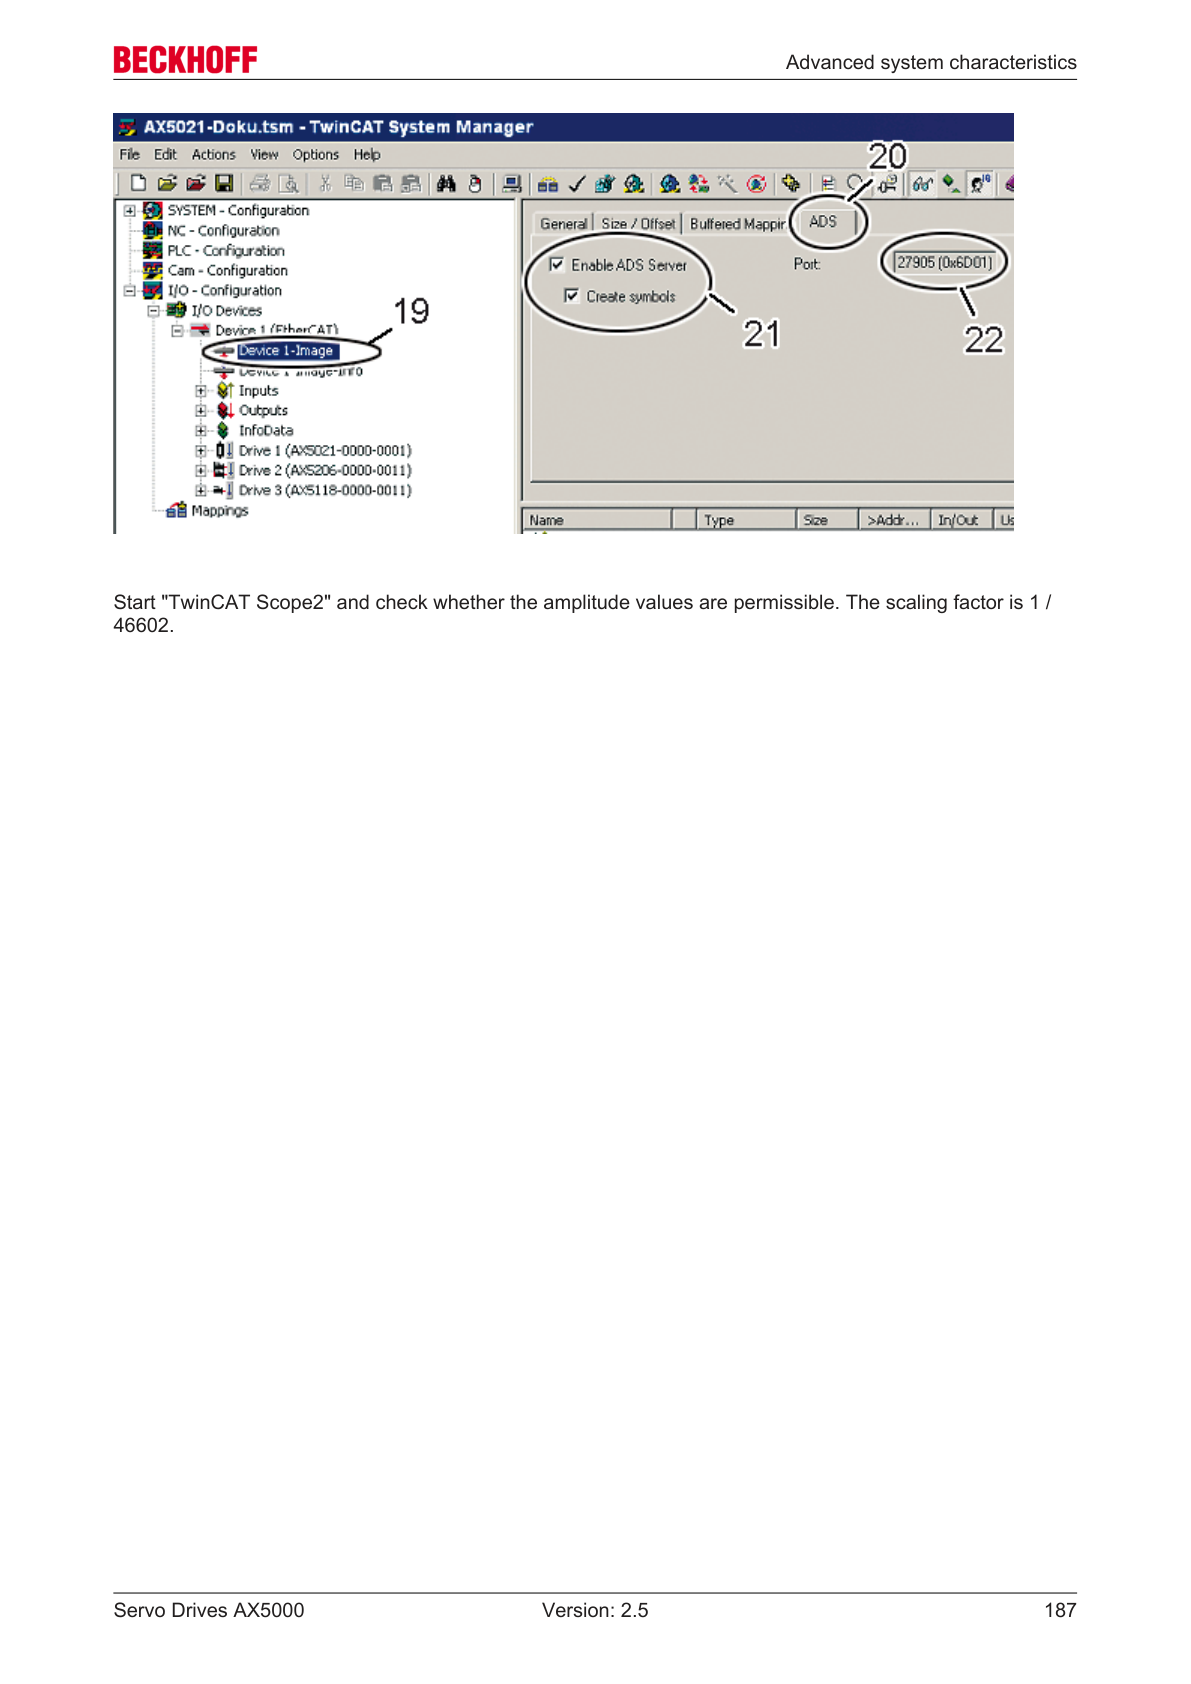 BECKHOFF
Advanced system characteristics
AX5021-Doku.tsm - TwinCAT System Manager
File Edit Actions View Options Help
20
SYSTEM - Configuration
NC - Configuration
PLC - Configuration
Cam - Configuration
I/O - Configuration
I/O Devices
Device 1 (EtherCAT)
19
Device 1-Image
Device 1-Image-Info
Inputs
Outputs
InfoData
Drive 1 (AX5021-0000-0001)
Drive 2 (AX5206-0000-0011)
Drive 3 (AX5118-0000-0011)
Mappings
General Size / Offset Buffered Mappin ADS
Enable ADS Server
Port: 27905 (0x6D01)
Create symbols
21
22
Name Type Size >Addr... In/Out Us
Start "TwinCAT Scope2" and check whether the amplitude values are permissible. The scaling factor is 1 /
46602.
Servo Drives AX5000 Version: 2.5 187